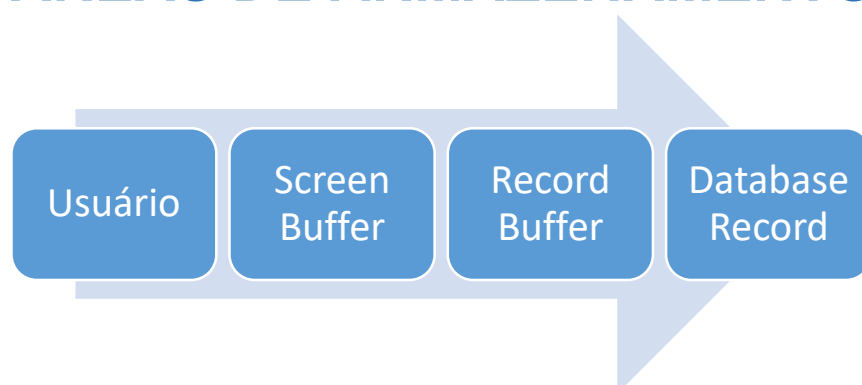 Usuário
Screen
Buffer
Record
Buffer
Database
Record